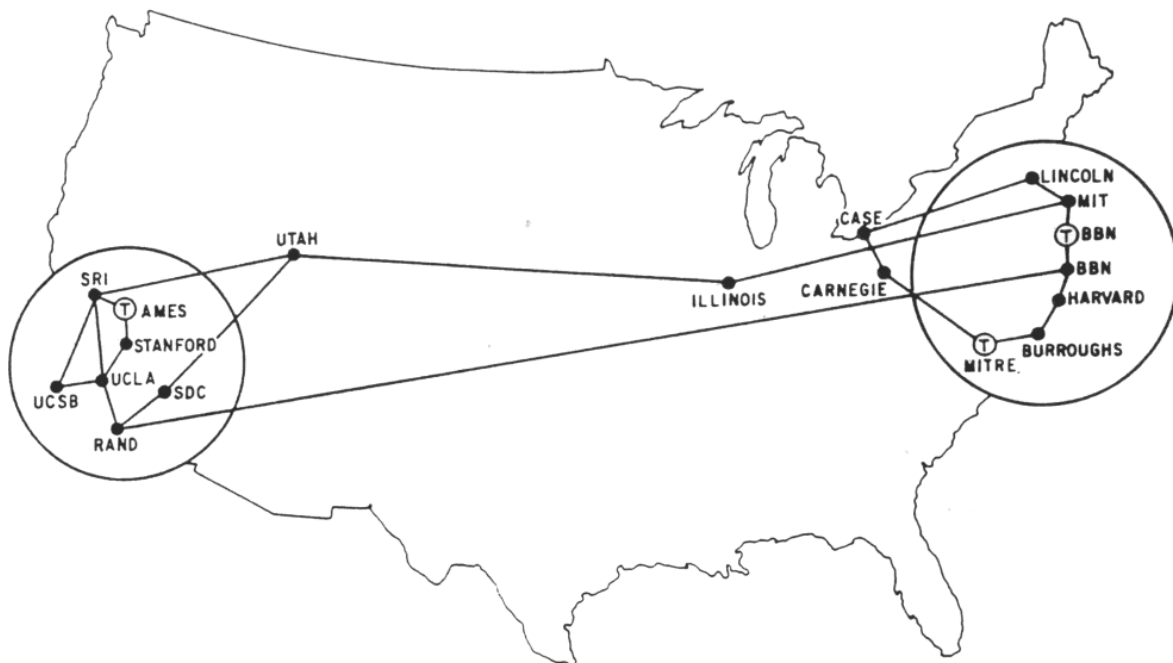 LINCOLN
MIT
CASE
T BBN
UTAH
BBN
SRI
ILLINOIS
CARNEGIE
HARVARD
T AMES
STANFORD
T
BURROUGHS
MITRE
UCLA
SDC
UCSB
RAND